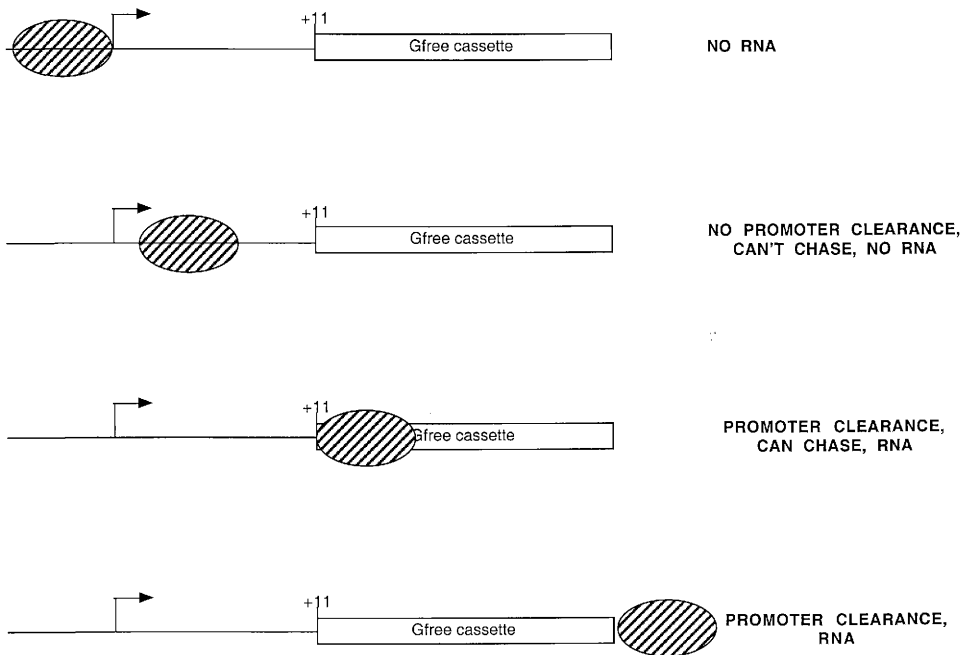 +11
Gfree cassette
NO RNA
+11
Gfree cassette
NO PROMOTER CLEARANCE,
CAN'T CHASE, NO RNA
+11
Gfree cassette
PROMOTER CLEARANCE,
CAN CHASE, RNA
+11
Gfree cassette
PROMOTER CLEARANCE,
RNA